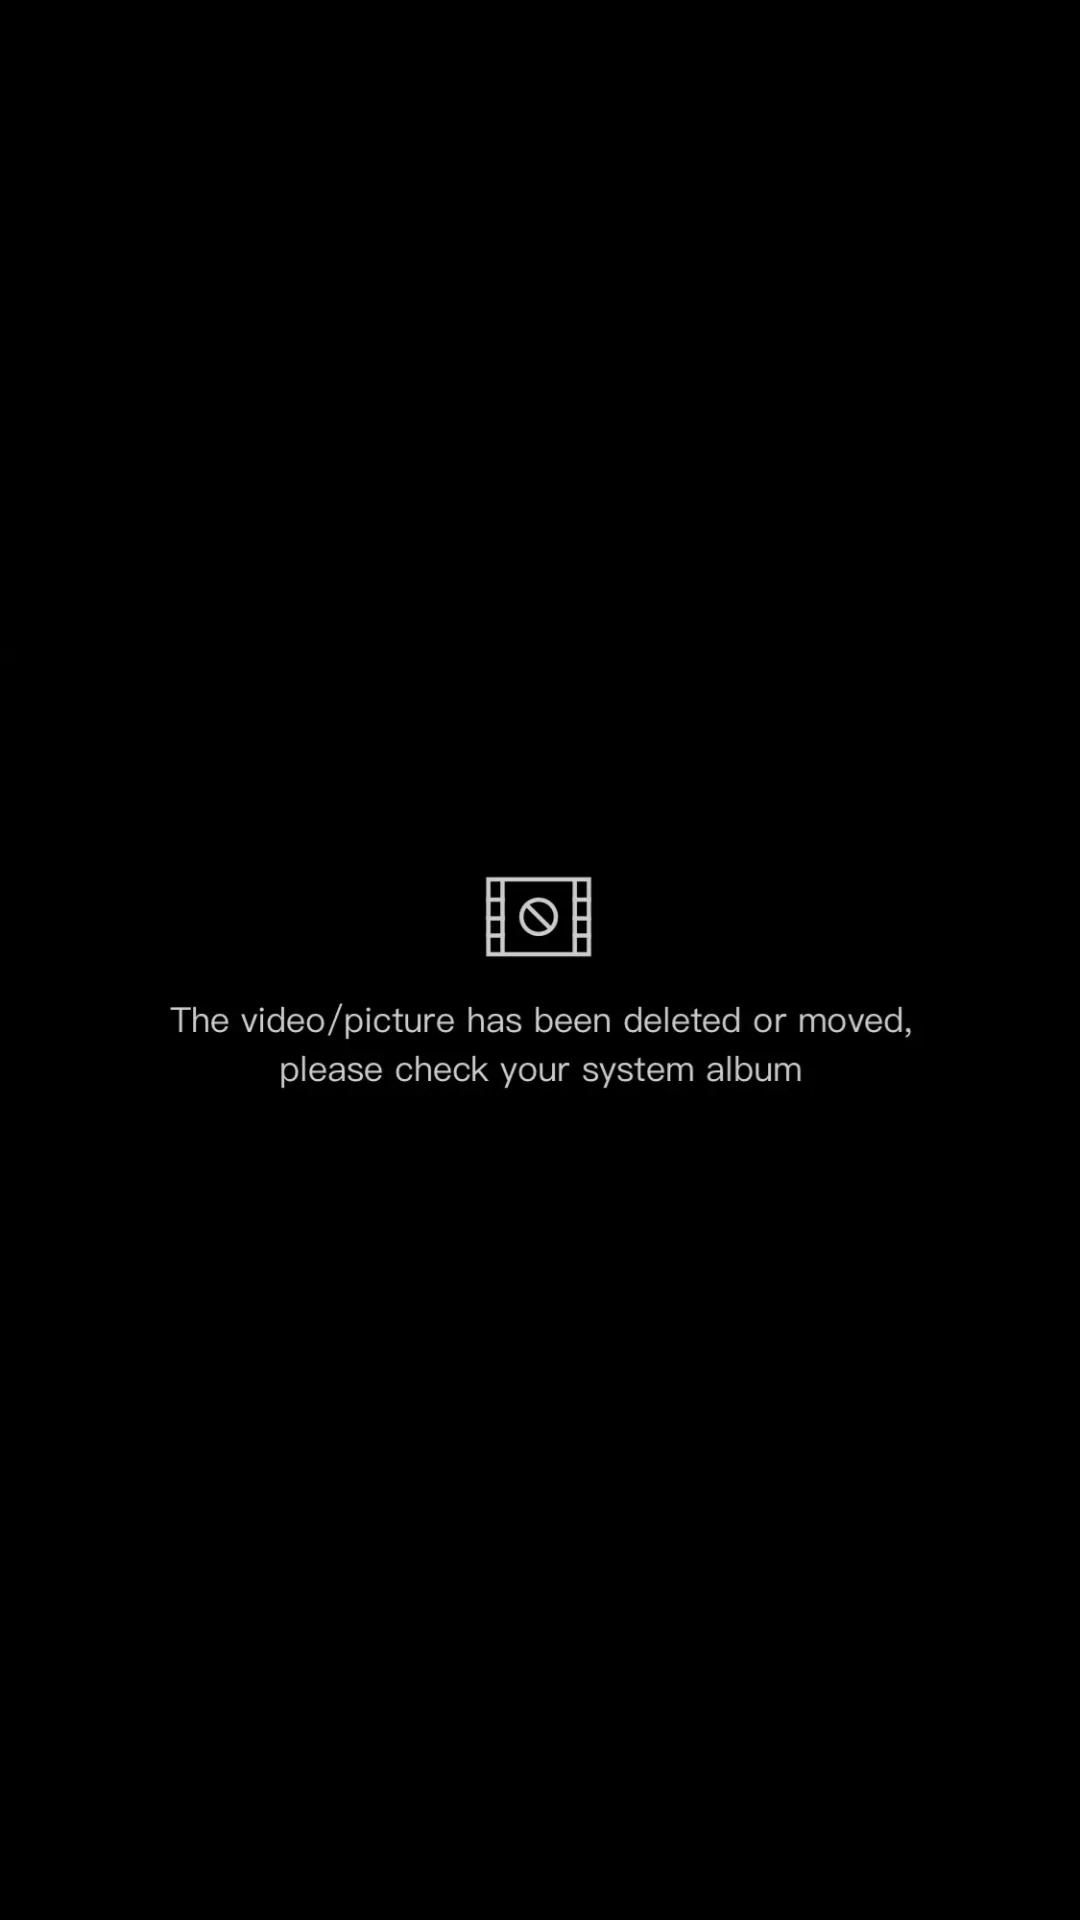 The video/picture has been deleted or moved,
please check your system album